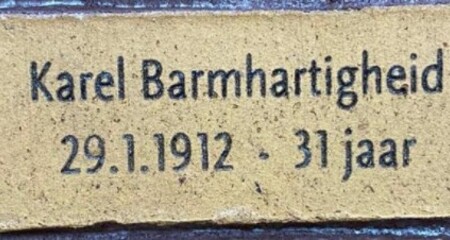 Karel Barmhartigheid
29.1.1912 · 31 jaar